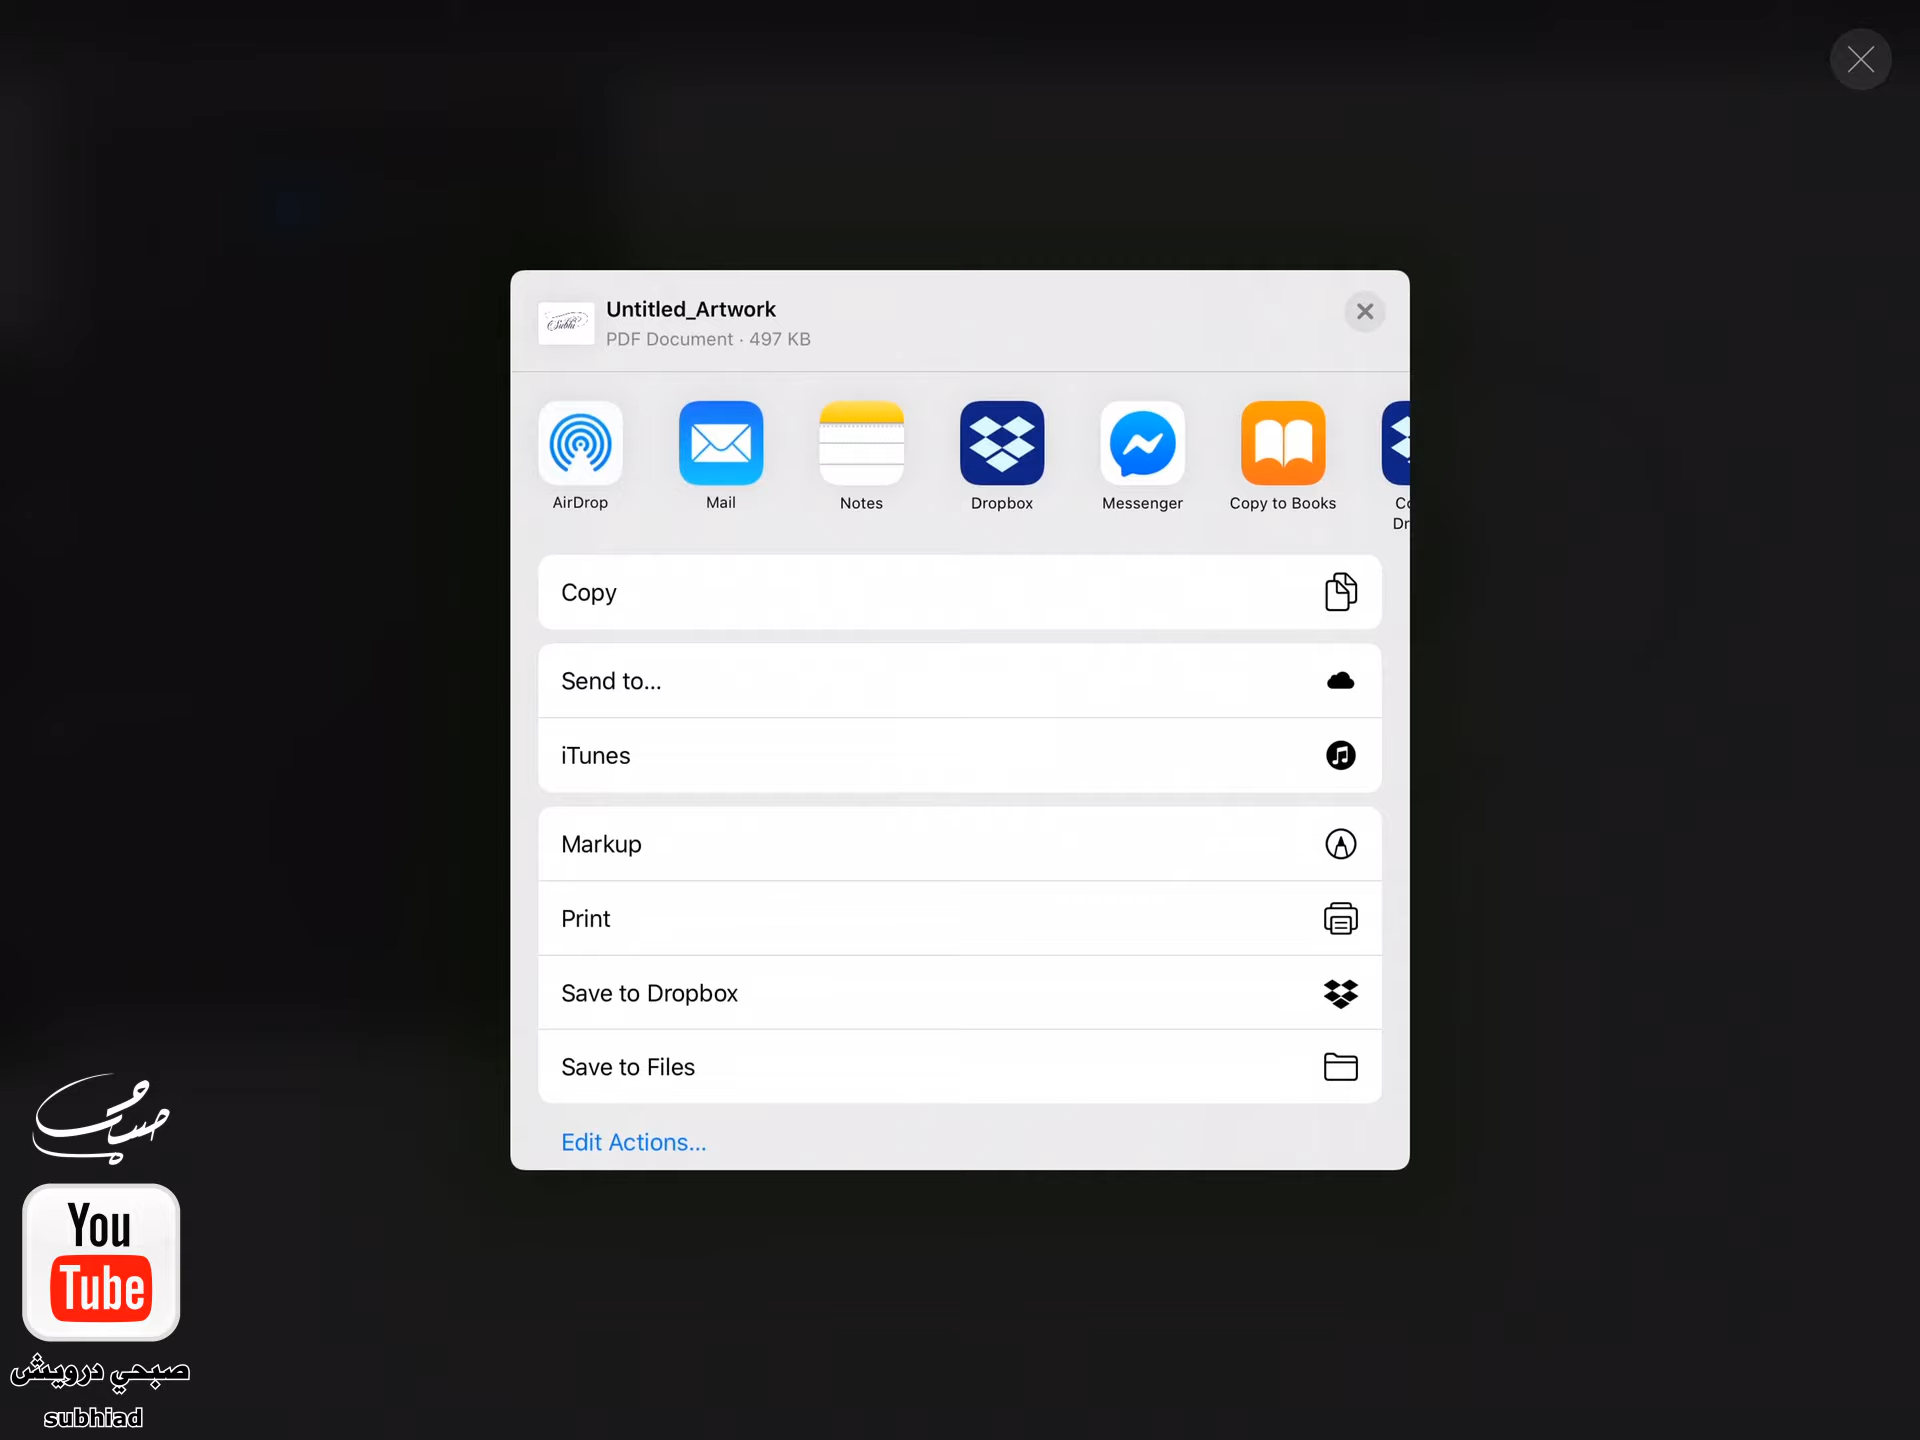 Untitled_Artwork
PDF Document · 497 KB
AirDrop
Mail
Notes
Dropbox
Messenger
Copy to Books
Copy
Send to...
iTunes
Markup
Print
Save to Dropbox
Save to Files
Edit Actions...
You
Tube
صبحي درويش
subhiad